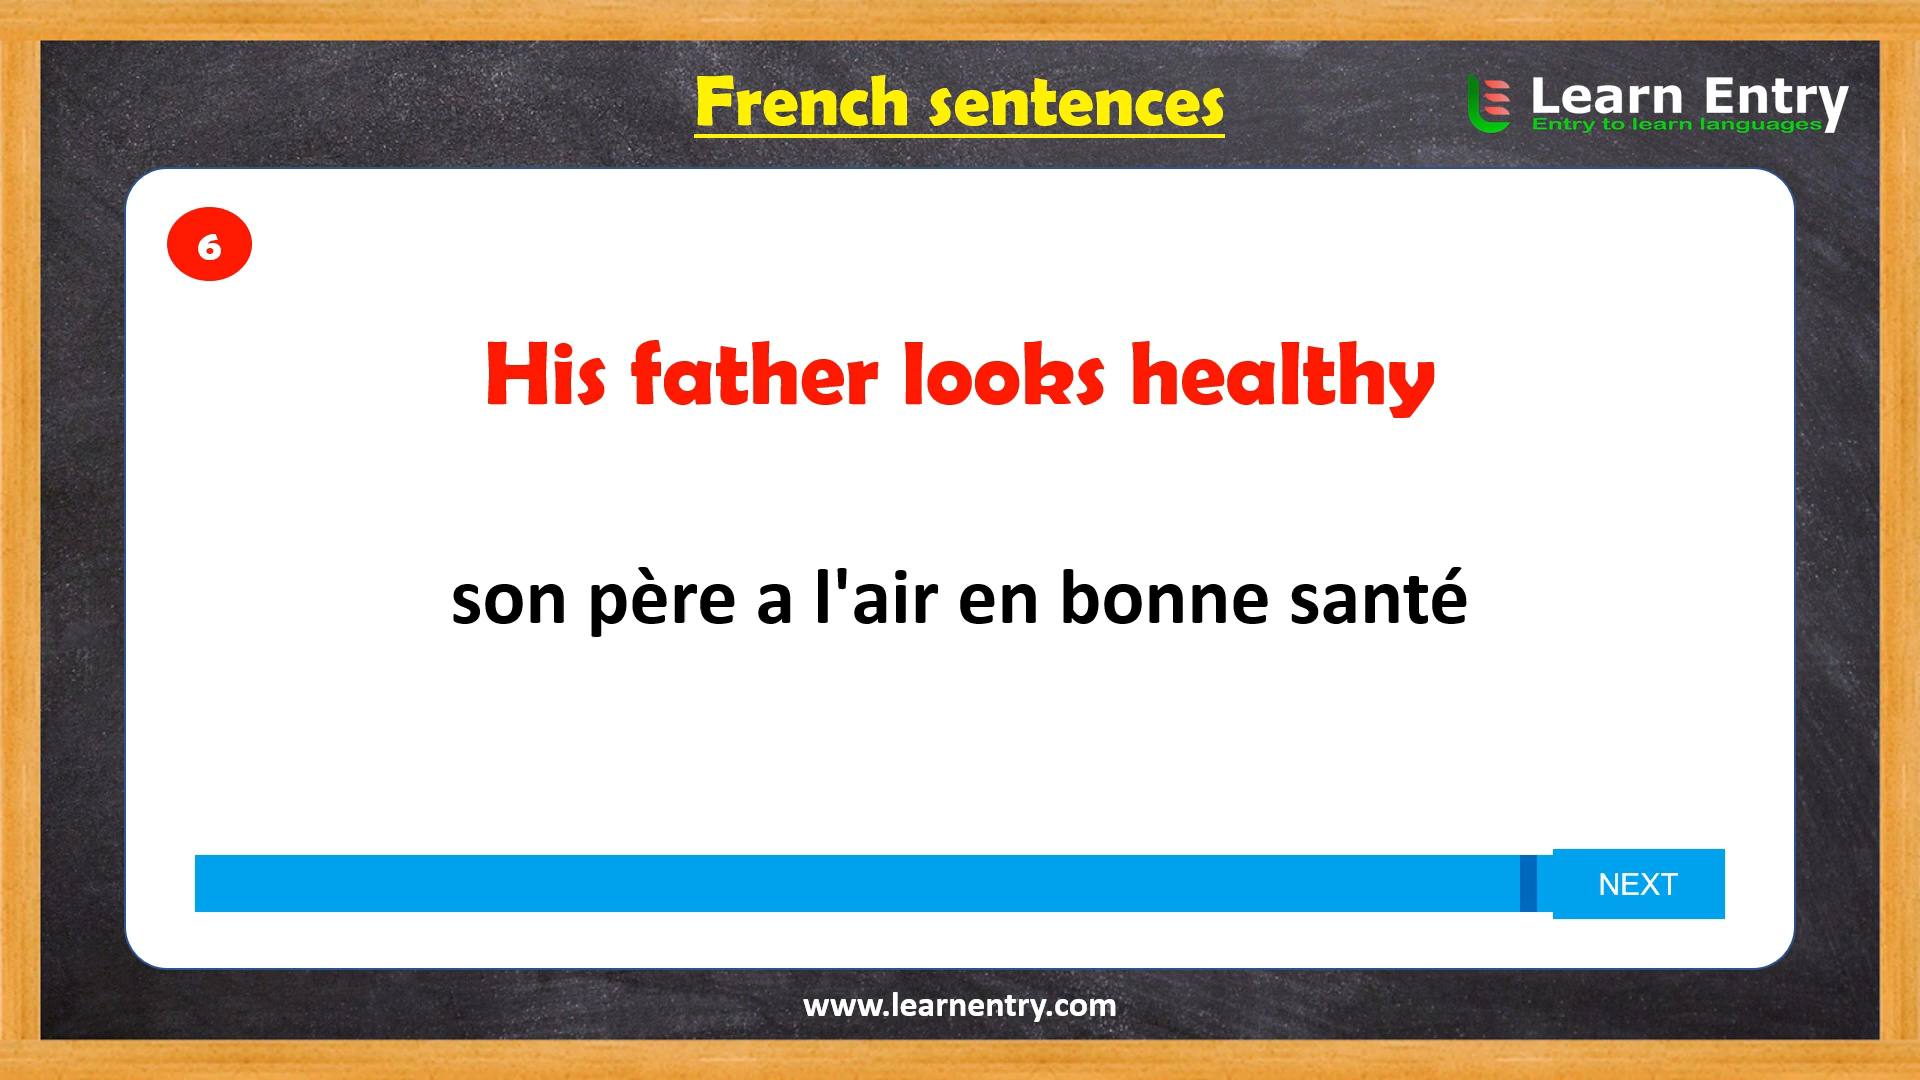 French sentences
Learn Entry
Entry to learn languages
6
His father looks healthy
son père a l'air en bonne santé
NEXT
www.learnentry.com